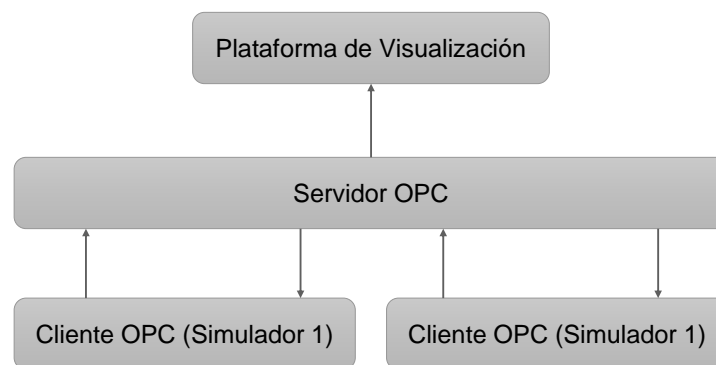 Plataforma de Visualización
Servidor OPC
Cliente OPC (Simulador 1)
Cliente OPC (Simulador 1)